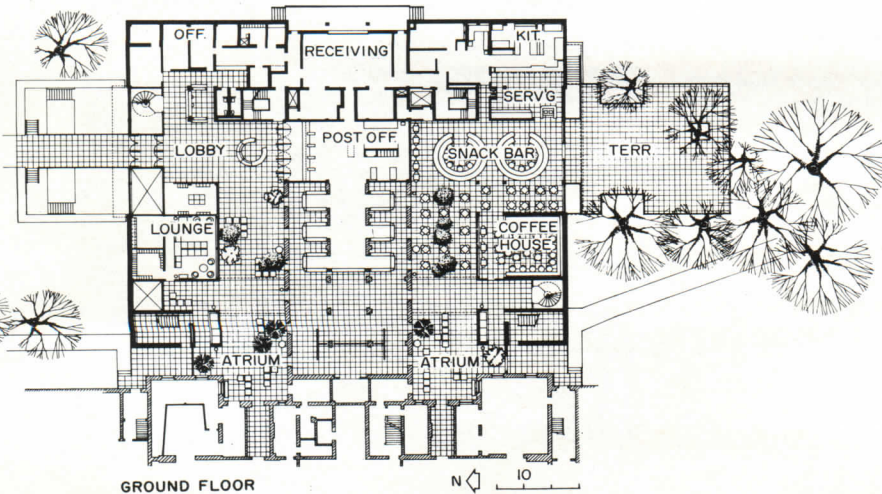 OFF.
RECEIVING
KIT.
SERV'G
LOBBY
POST OFF.
SNACK BAR
TERR.
LOUNGE
COFFEE
HOUSE
ATRIUM
ATRIUM
GROUND FLOOR
N
10